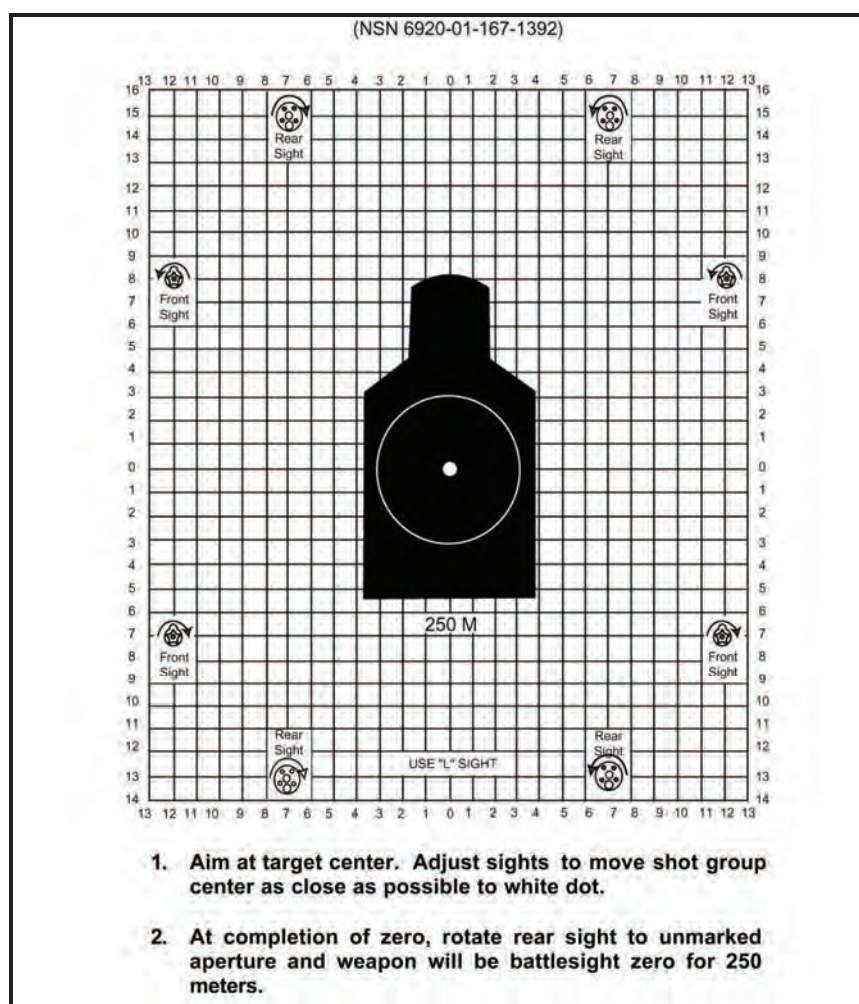 (NSN 6920-01-167-1392)
13 12 11 10 9 8 7 6 5 4 3 2 1 0 1 2 3 4 5 6 7 8 9 10 11 12 13
16 16
15 15
14 Rear Rear 14
13 Sight Sight 13
12 12
11 11
10 10
9 9
8 8
7 Front Front 7
6 Sight Sight 6
5 5
4 4
3 3
2 2
1 1
0 0
1 1
2 2
3 3
4 4
5 5
6 6
250 M
7 7
8 Front Front 8
9 Sight Sight 9
10 10
11 11
Rear Rear
12 Sight Sight 12
USE "L" SIGHT
13 13
14 14
13 12 11 10 9 8 7 6 5 4 3 2 1 0 1 2 3 4 5 6 7 8 9 10 11 12 13
1. Aim at target center. Adjust sights to move shot group
center as close as possible to white dot.
2. At completion of zero, rotate rear sight to unmarked
aperture and weapon will be battlesight zero for 250
meters.